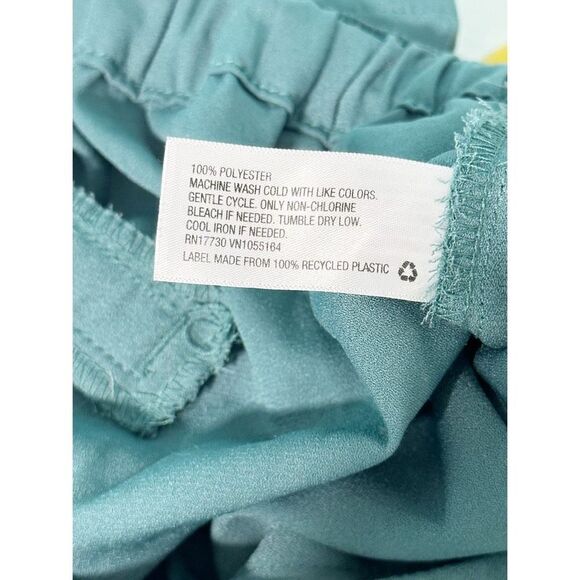 100% POLYESTER
MACHINE WASH COLD WITH LIKE COLORS.
GENTLE CYCLE. ONLY NON-CHLORINE
BLEACH IF NEEDED. TUMBLE DRY LOW.
COOL IRON IF NEEDED.
RN17730 VN1055164
LABEL MADE FROM 100% RECYCLED PLASTIC